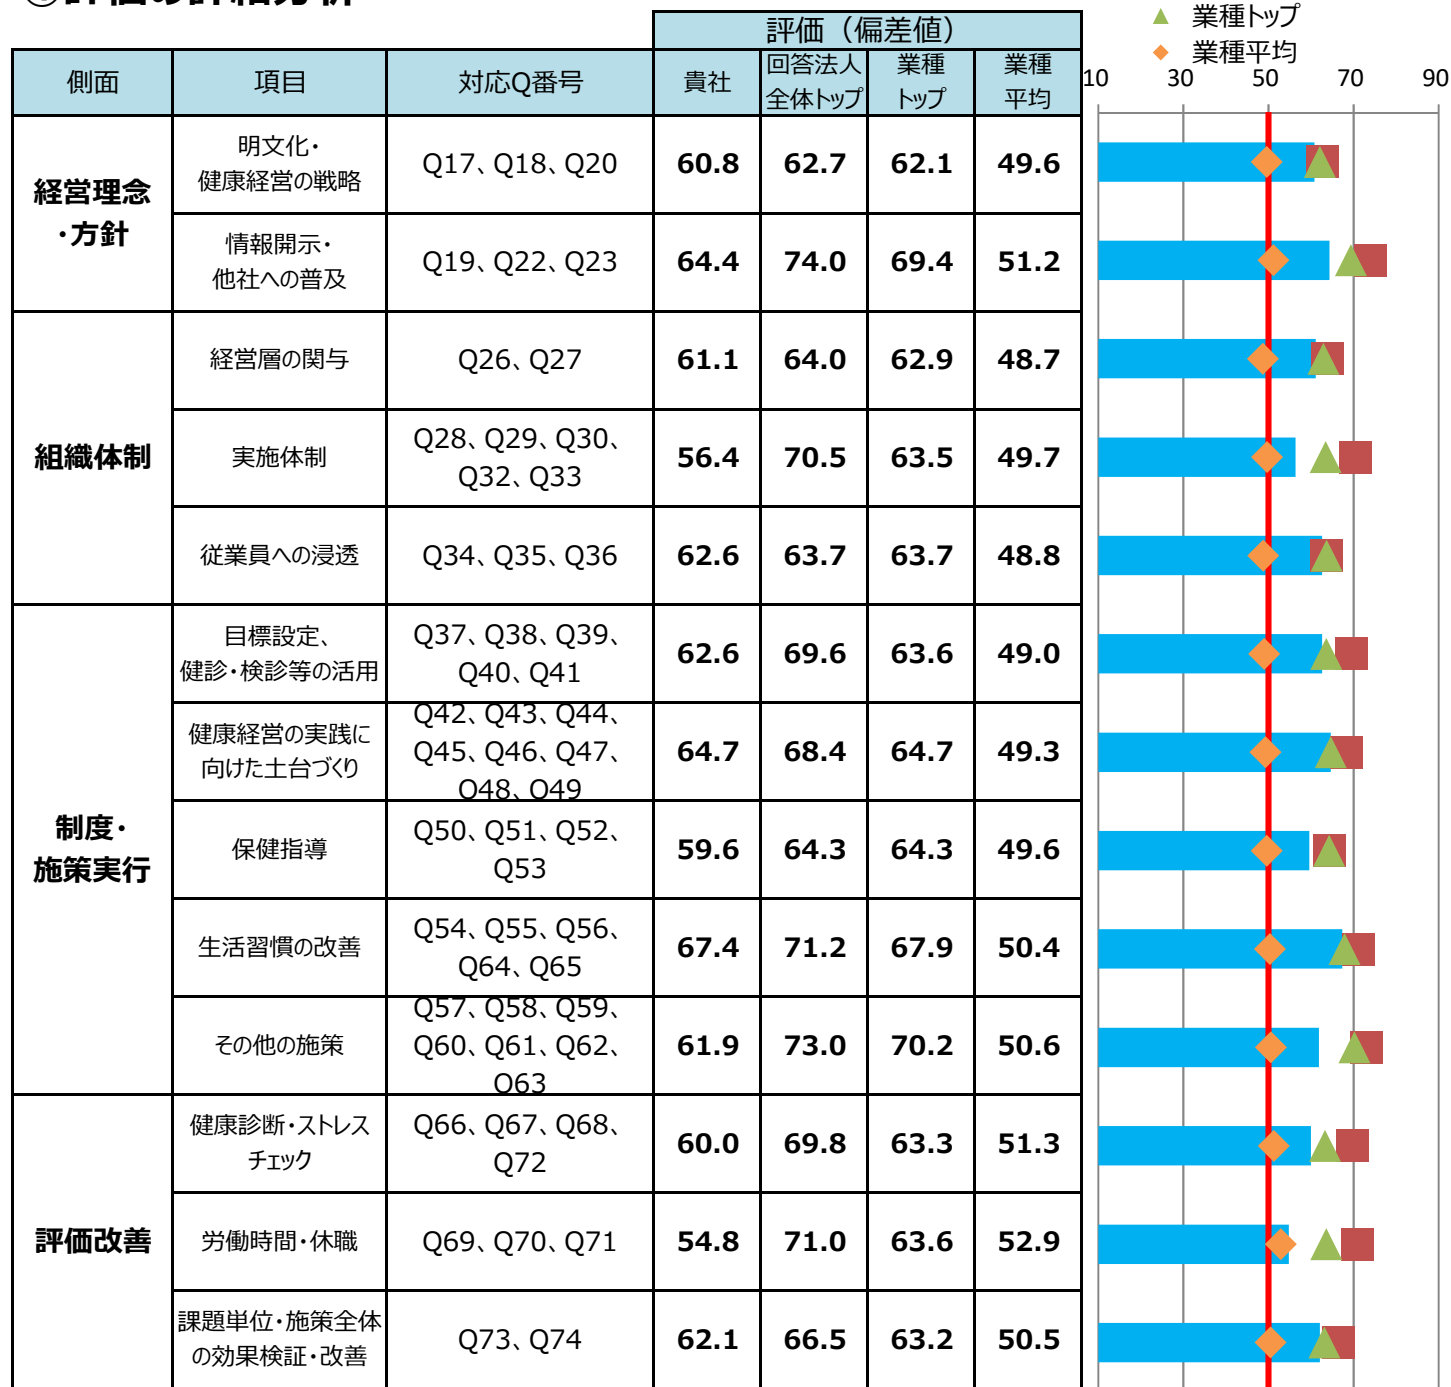 評価(偏差値)
業種トップ
業種平均
側面 項目 対応Q番号 貴社 回答法人 業種 業種
全体トップ トップ 平均
10 30 50 70 90
経営理念
・方針
明文化・
健康経営の戦略
Q17、Q18、Q20 60.8 62.7 62.1 49.6
情報開示・
他社への普及
Q19、Q22、Q23 64.4 74.0 69.4 51.2
組織体制
経営層の関与 Q26、Q27 61.1 64.0 62.9 48.7
実施体制
Q28、Q29、Q30、
Q32、Q33
56.4 70.5 63.5 49.7
従業員への浸透 Q34、Q35、Q36 62.6 63.7 63.7 48.8
制度・
施策実行
目標設定、
健診・検診等の活用
Q37、Q38、Q39、
Q40、Q41
62.6 69.6 63.6 49.0
健康経営の実践に
向けた土台づくり
Q42、Q43、Q44、
Q45、Q46、Q47、
Q48、Q49
64.7 68.4 64.7 49.3
保健指導
Q50、Q51、Q52、
Q53
59.6 64.3 64.3 49.6
生活習慣の改善
Q54、Q55、Q56、
Q64、Q65
67.4 71.2 67.9 50.4
その他の施策
Q57、Q58、Q59、
Q60、Q61、Q62、
Q63
61.9 73.0 70.2 50.6
評価改善
健康診断・ストレス
チェック
Q66、Q67、Q68、
Q72
60.0 69.8 63.3 51.3
労働時間・休職 Q69、Q70、Q71 54.8 71.0 63.6 52.9
課題単位・施策全体
の効果検証・改善
Q73、Q74 62.1 66.5 63.2 50.5